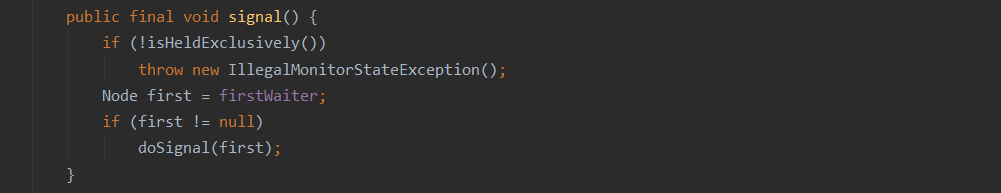 public final void signal() {
    if (!isHeldExclusively())
        throw new IllegalMonitorStateException();
    Node first = firstWaiter;
    if (first != null)
        doSignal(first);
}